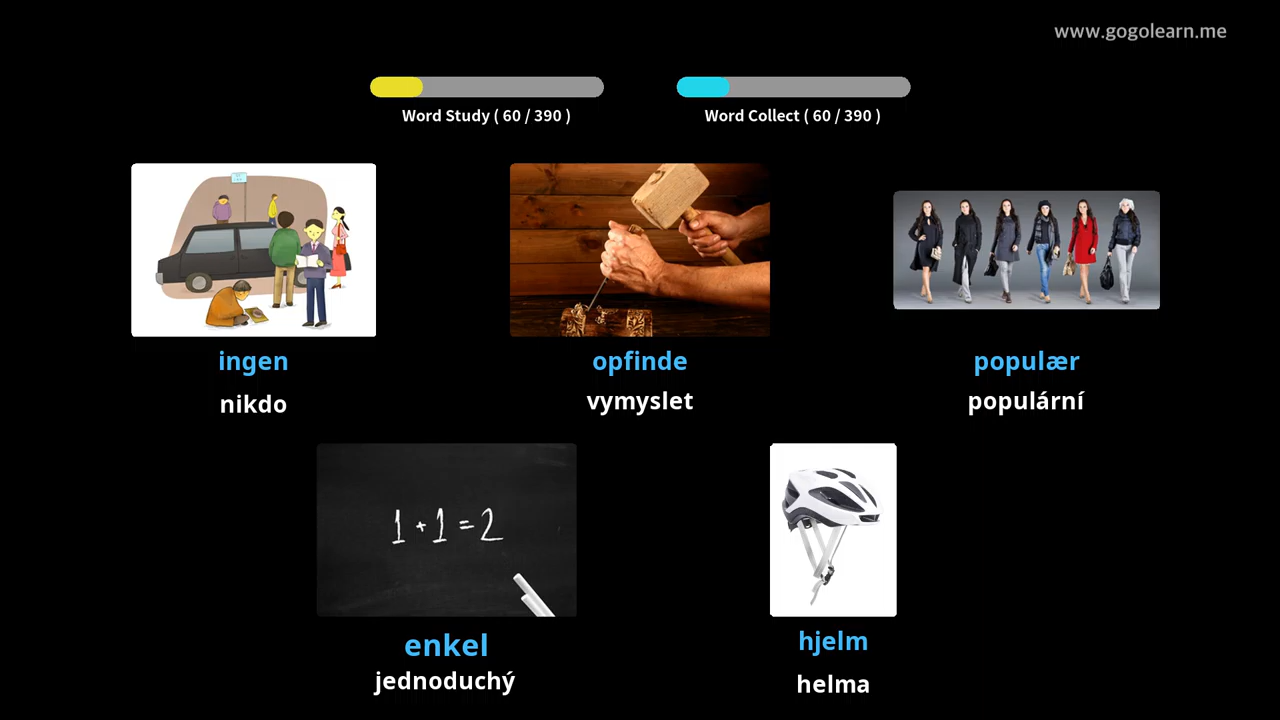 www.gogolearn.me
Word Study ( 60 / 390 )
Word Collect ( 60 / 390 )
ingen
nikdo
opfinde
vymyslet
populær
populární
1 + 1 = 2
enkel
jednoduchý
hjelm
helma